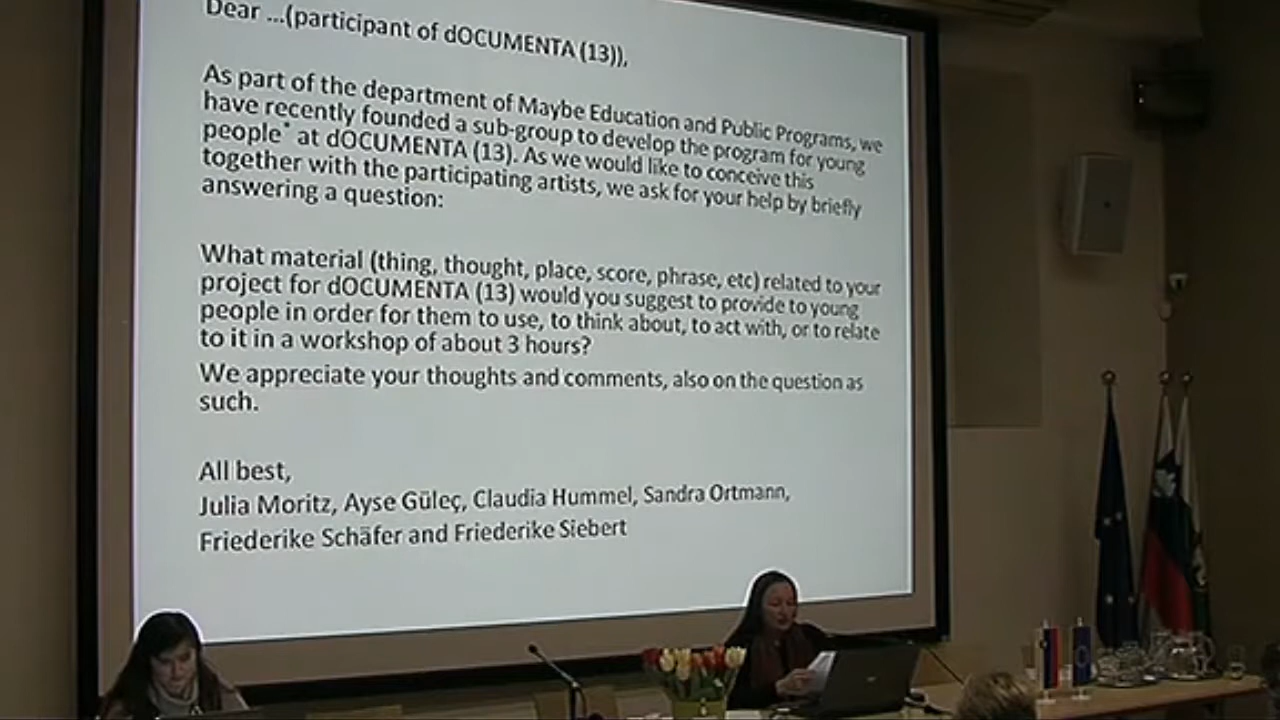 Dear ...(participant of dOCUMENTA (13)),
As part of the department of Maybe Education and Public Programs, we
have recently founded a sub-group to develop the program for young
people* at dOCUMENTA (13). As we would like to conceive this
together with the participating artists, we ask for your help by briefly
answering a question:
What material (thing, thought, place, score, phrase, etc) related to your
project for dOCUMENTA (13) would you suggest to provide to young
people in order for them to use, to think about, to act with, or to relate
to it in a workshop of about 3 hours?
We appreciate your thoughts and comments, also on the question as
such.
All best,
Julia Moritz, Ayse Güleç, Claudia Hummel, Sandra Ortmann,
Friederike Schäfer and Friederike Siebert